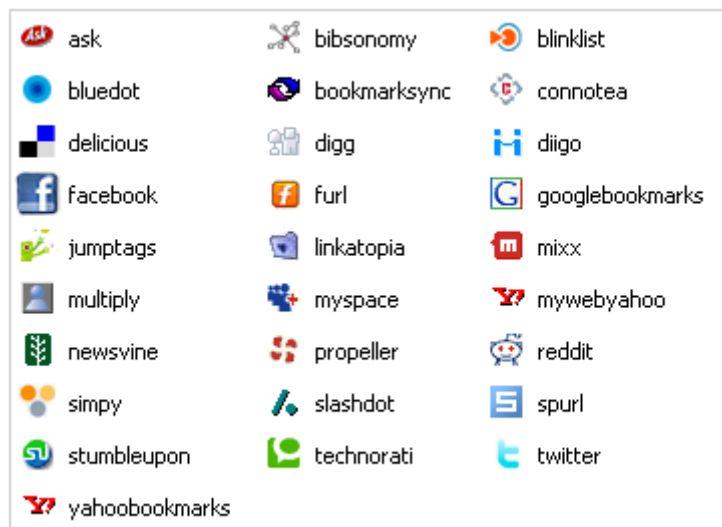 ask bibsonomy blinklist
bluedot bookmarksync connotea
delicious digg diigo
facebook furl googlebookmarks
jumptags linkatopia mixx
multiply myspace mywebyahoo
newsvine propeller reddit
simpy slashdot spurl
stumbleupon technorati twitter
yahoobookmarks